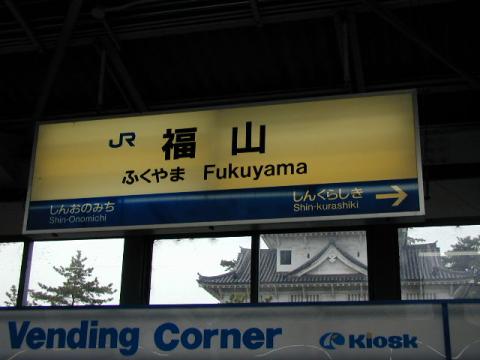 JR 福山
ふくやま Fukuyama
しんおのみち
Shin-Onomichi
しんくらしき
Shin-kurashiki
Vending Corner
Kiosk